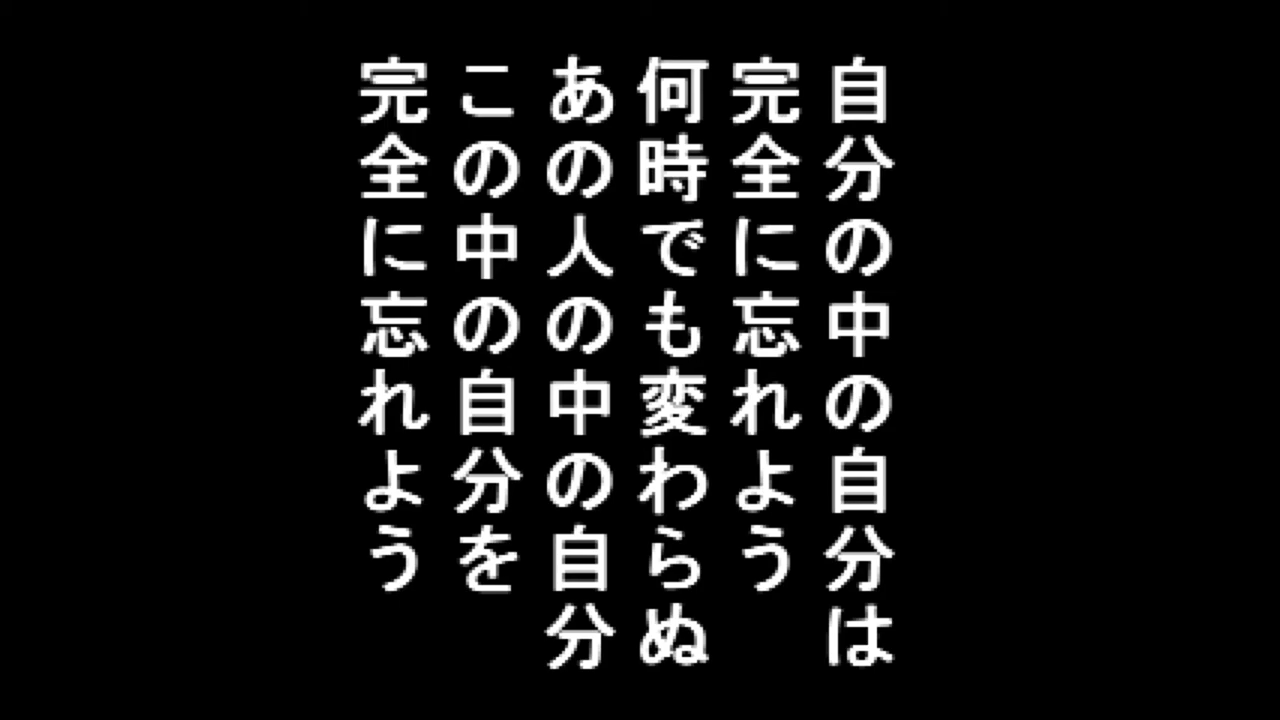 自分の中の自分は
完全に忘れよう
何時でも変わらぬ
あの人の中の自分
この中の自分を
完全に忘れよう